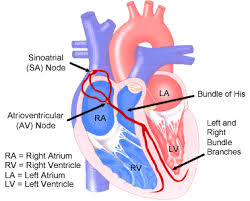 Sinoatrial
(SA) Node
LA
Bundle of His
Atrioventricular
(AV) Node
RA
Left and
Right
Bundle
Branches
LV
RV
RA = Right Atrium
RV = Right Ventricle
LA = Left Atrium
LV = Left Ventricle